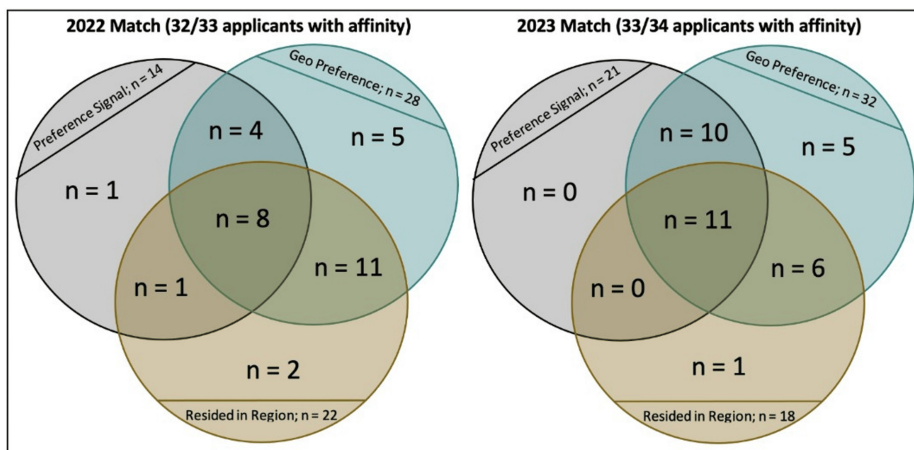 2022 Match (32/33 applicants with affinity)
Preference Signal; n = 14
Geo Preference; n = 28
n = 4
n = 5
n = 1
n = 8
n = 11
n = 1
n = 2
Resided in Region; n = 22
2023 Match (33/34 applicants with affinity)
Preference Signal; n = 21
Geo Preference; n = 32
n = 10
n = 5
n = 0
n = 11
n = 6
n = 0
n = 1
Resided in Region; n = 18